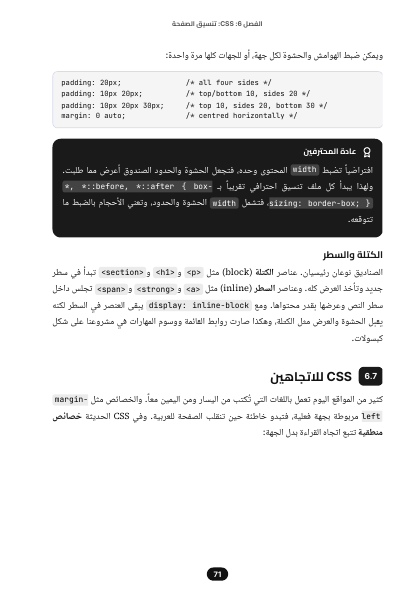 الفصل 6: CSS: تنسيق الصفحة
ويمكن ضبط الهوامش والحشوة لكل جهة، أو للجهات كلها مرة واحدة:
padding: 20px; /* all four sides */
padding: 10px 20px; /* top/bottom 10, sides 20 */
padding: 10px 20px 30px; /* top 10, sides 20, bottom 30 */
margin: 0 auto; /* centred horizontally */
عادة المحترفين
افتراضياً تضبط width المحتوى وحده، فتجعل الحشوة والحدود الصندوق أعرض مما طلبت.
ولهذا يبدأ كل ملف تنسيق احترافي تقريباً بـ *, *::before, *::after { box-
sizing: border-box; }، فتشمل width الحشوة والحدود، وتعني الأحجام بالضبط ما
تتوقعه.
الكتلة والسطر
الصناديق نوعان رئيسيان. عناصر الكتلة (block) مثل <p> و <h1> و <section> تبدأ في سطر
جديد وتأخذ العرض كله. وعناصر السطر (inline) مثل <a> و <strong> و <span> تجلس داخل
سطر النص وعرضها بقدر محتواها. ومع display: inline-block يبقى العنصر في السطر لكنه
يقبل الحشوة والعرض مثل الكتلة، وهكذا صارت روابط القائمة ووسوم المهارات في مشروعنا على شكل
كبسولات.
6.7 CSS للاتجاهين
كثير من المواقع اليوم تعمل باللغات التي تُكتب من اليسار ومن اليمين معاً. والخصائص مثل margin-
left مربوطة بجهة فعلية، فتبدو خاطئة حين تنقلب الصفحة للعربية. وفي CSS الحديثة خصائص
منطقية تتبع اتجاه القراءة بدل الجهة:
71